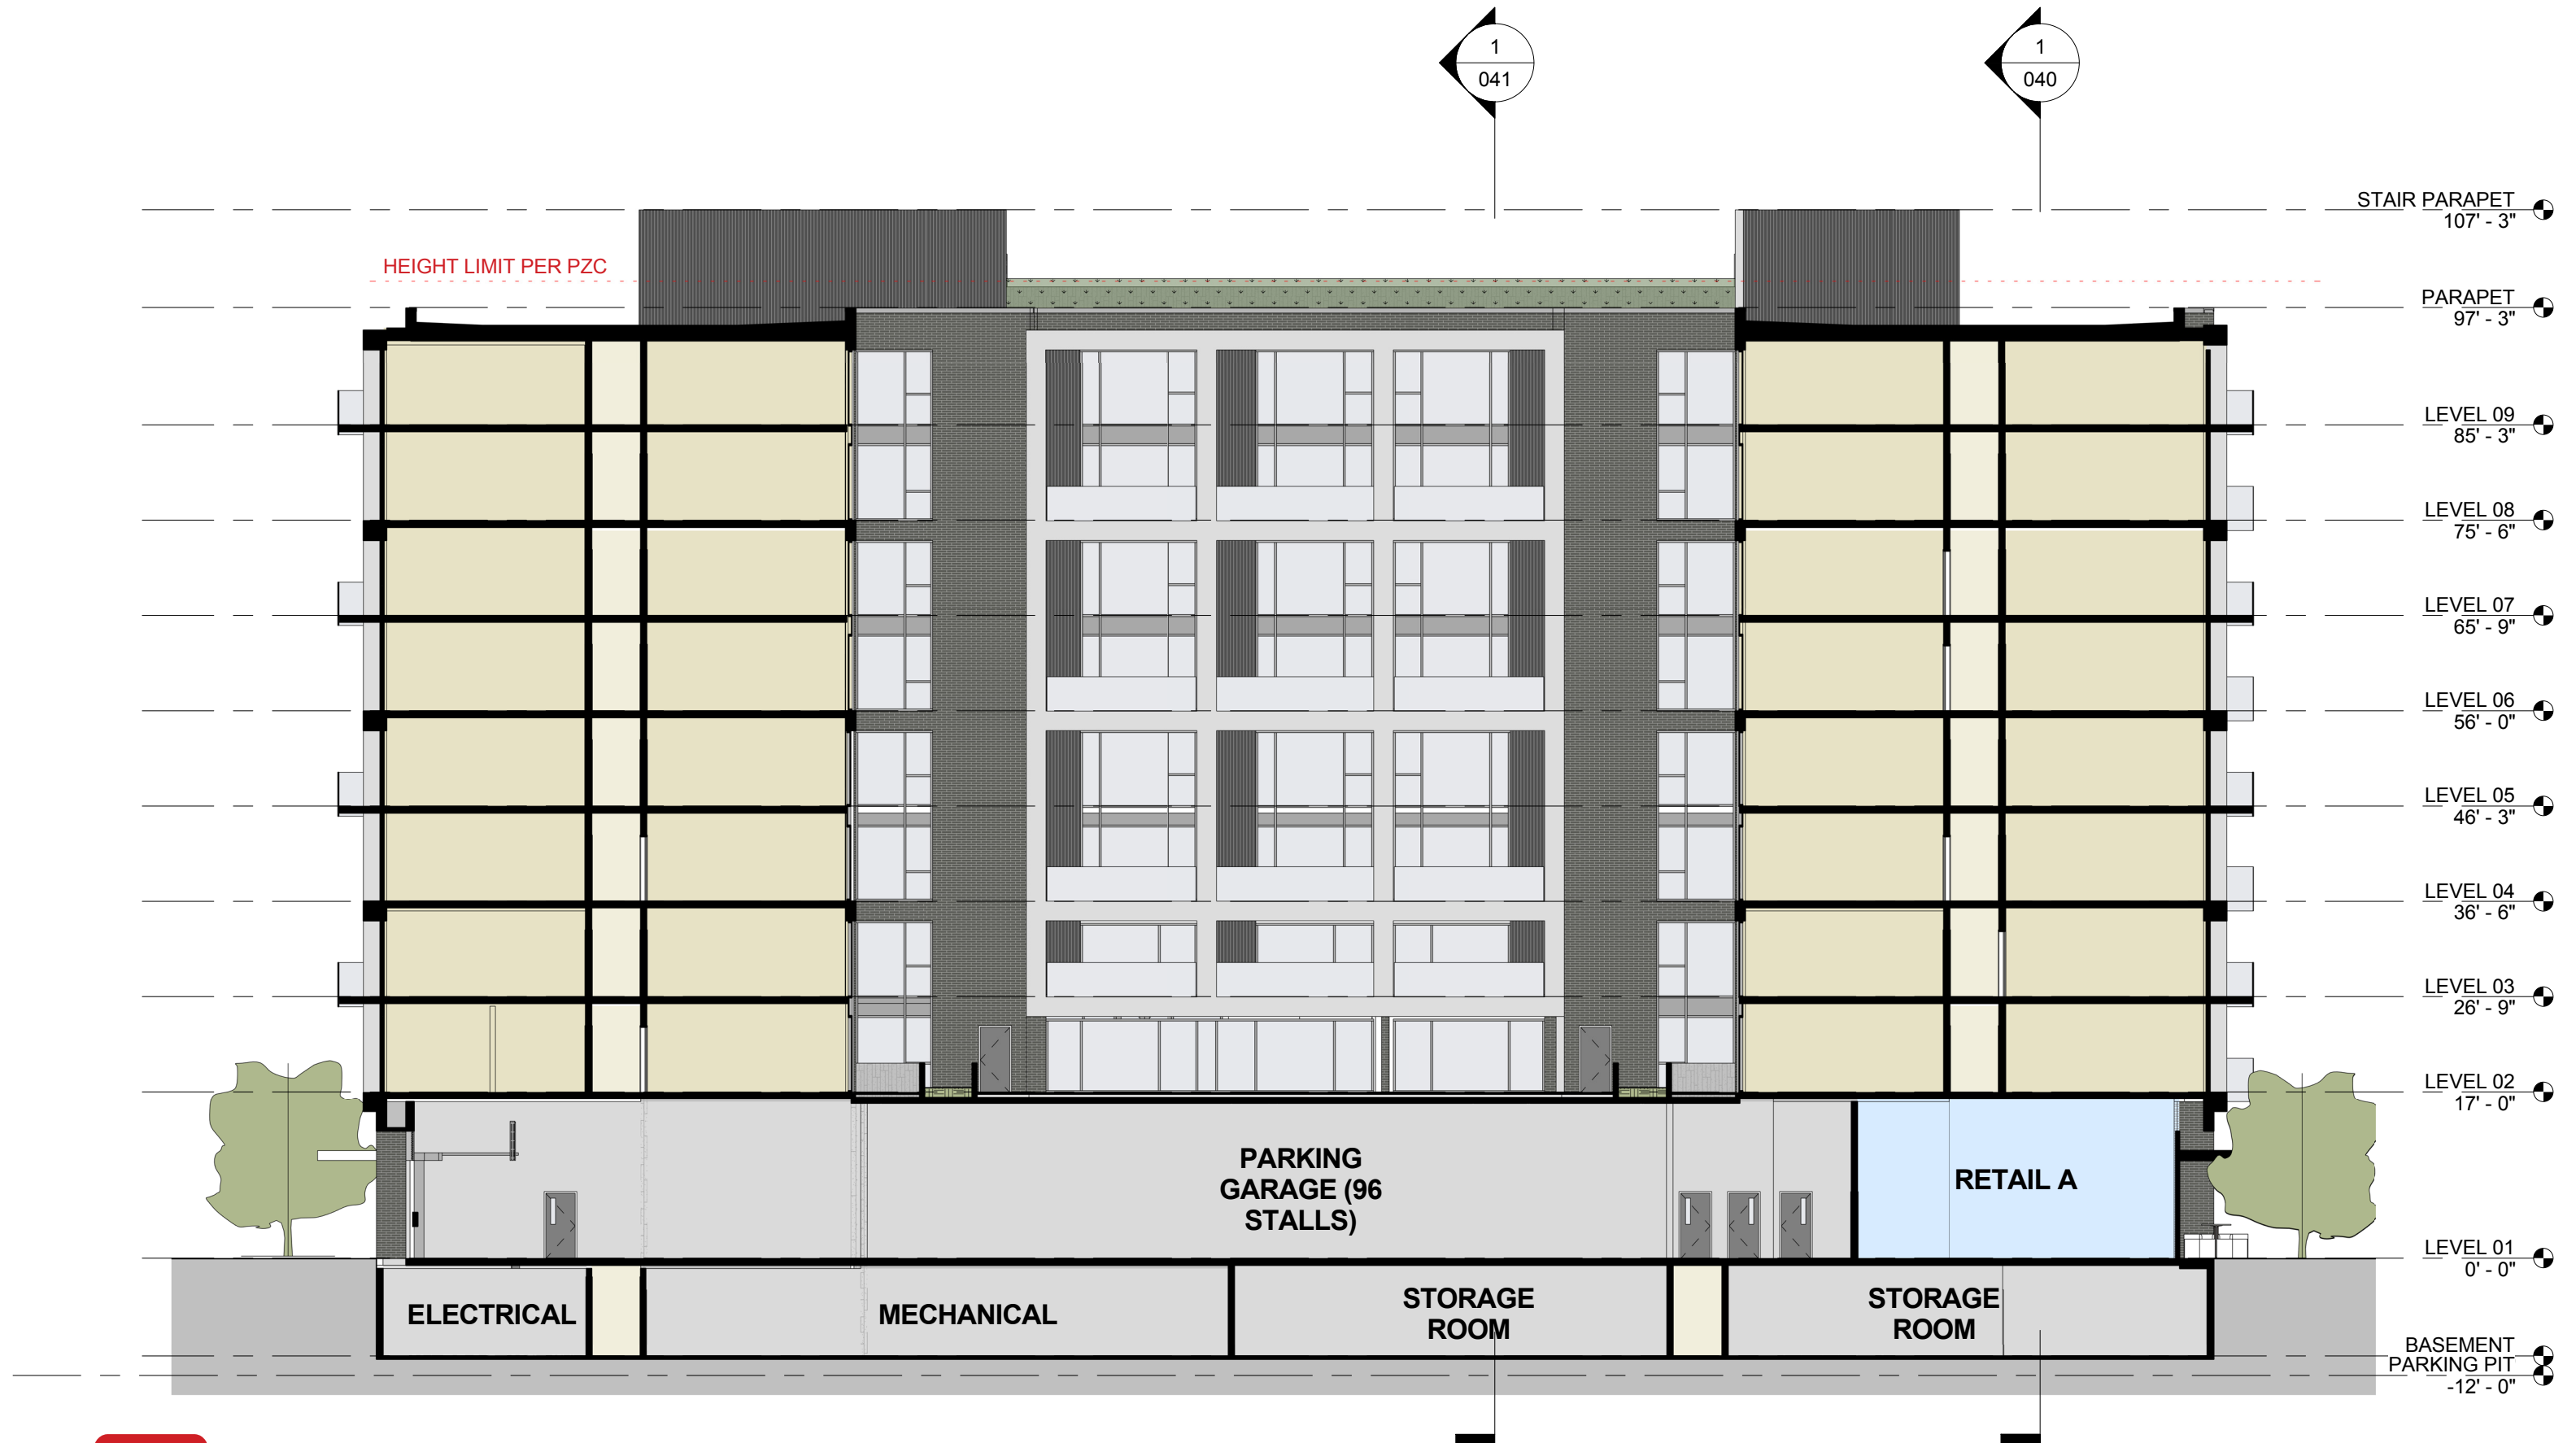 1
041
1
040
STAIR PARAPET
107' - 3"
HEIGHT LIMIT PER PZC
PARAPET
97' - 3"
LEVEL 09
85' - 3"
LEVEL 08
75' - 6"
LEVEL 07
65' - 9"
LEVEL 06
56' - 0"
LEVEL 05
46' - 3"
LEVEL 04
36' - 6"
LEVEL 03
26' - 9"
LEVEL 02
17' - 0"
PARKING
GARAGE (96
STALLS)
RETAIL A
LEVEL 01
0' - 0"
ELECTRICAL
MECHANICAL
STORAGE
ROOM
STORAGE
ROOM
BASEMENT
PARKING PIT
-12' - 0"